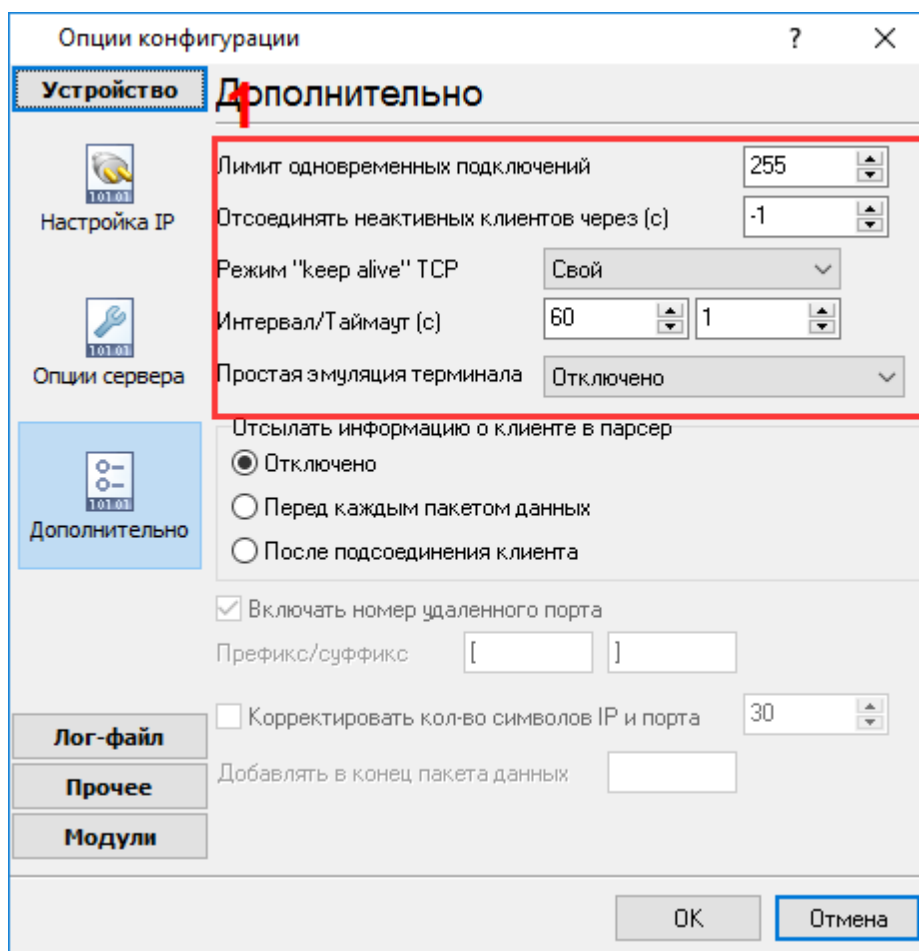 Опции конфигурации ?
Устройство
Дополнительно
1
Лимит одновременных подключений 255
Настройка IP
Отсоединять неактивных клиентов через (с) -1
Режим "keep alive" TCP Свой
Интервал/Таймаут (с) 60 1
Опции сервера
Простая эмуляция терминала Отключено
Отсылать информацию о клиенте в парсер
Отключено
Перед каждым пакетом данных
После подсоединения клиента
Дополнительно
Включать номер удаленного порта
Префикс/суффикс [ ]
Корректировать кол-во символов IP и порта 30
Добавлять в конец пакета данных
Лог-файл
Прочее
Модули
OK Отмена